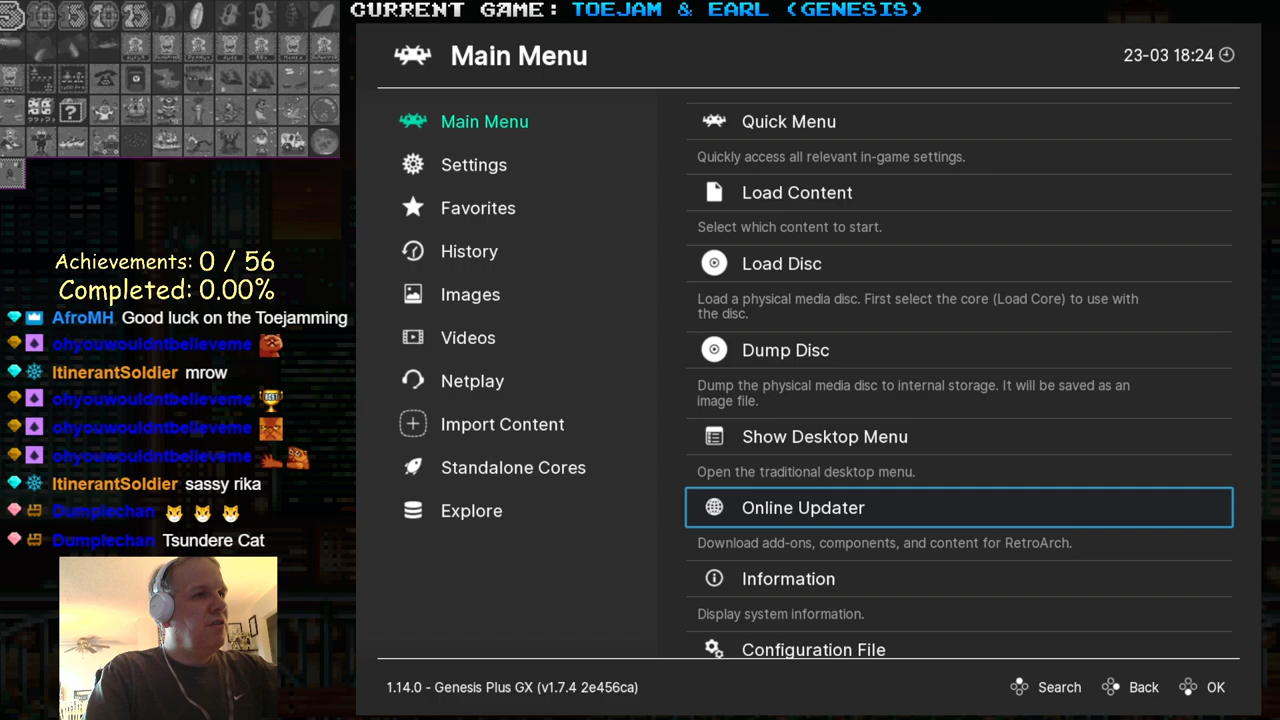 CURRENT GAME: TOEJAM & EARL (GENESIS)
Main Menu
23-03 18:24
Main Menu
Settings
Favorites
History
Images
Videos
Netplay
Import Content
Standalone Cores
Explore
Quick Menu
Quickly access all relevant in-game settings.
Load Content
Select which content to start.
Load Disc
Load a physical media disc. First select the core (Load Core) to use with
the disc.
Dump Disc
Dump the physical media disc to internal storage. It will be saved as an
image file.
Show Desktop Menu
Open the traditional desktop menu.
Online Updater
Download add-ons, components, and content for RetroArch.
Information
Display system information.
Configuration File
1.14.0 - Genesis Plus GX (v1.7.4 2e456ca)
Search
Back
OK
Achievements: 0 / 56
Completed: 0.00%
AfroMH Good luck on the Toejamming
ohyouwouldntbelieveme
ItinerantSoldier mrow
ohyouwouldntbelieveme
ohyouwouldntbelieveme
ohyouwouldntbelieveme
ItinerantSoldier sassy rika
Dumplechan
Dumplechan Tsundere Cat